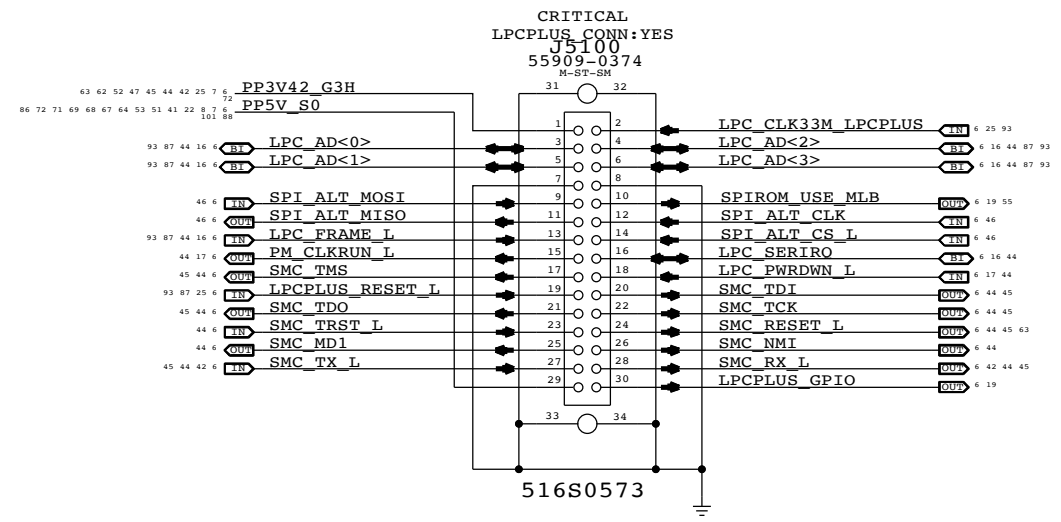 CRITICAL
LPCPLUS_CONN:YES
J5100
55909-0374
M-ST-SM
31 32
63 62 52 47 45 44 42 25 7 6 PP3V42_G3H
72
86 72 71 69 68 67 64 53 51 41 22 8 7 6 PP5V_S0
101 88
1 2 LPC_CLK33M_LPCPLUS IN 6 25 93
93 87 44 16 6 BI LPC_AD<0> 3 4 LPC_AD<2> BI 6 16 44 87 93
93 87 44 16 6 BI LPC_AD<1> 5 6 LPC_AD<3> BI 6 16 44 87 93
7 8
46 6 IN SPI_ALT_MOSI 9 10 SPIROM_USE_MLB OUT 6 19 55
46 6 OUT SPI_ALT_MISO 11 12 SPI_ALT_CLK IN 6 46
93 87 44 16 6 IN LPC_FRAME_L 13 14 SPI_ALT_CS_L IN 6 46
44 17 6 OUT PM_CLKRUN_L 15 16 LPC_SERIRQ BI 6 16 44
45 44 6 OUT SMC_TMS 17 18 LPC_PWRDWN_L IN 6 17 44
93 87 25 6 IN LPCPLUS_RESET_L 19 20 SMC_TDI OUT 6 44 45
45 44 6 OUT SMC_TDO 21 22 SMC_TCK OUT 6 44 45
44 6 IN SMC_TRST_L 23 24 SMC_RESET_L OUT 6 44 45 63
44 6 OUT SMC_MD1 25 26 SMC_NMI OUT 6 44
45 44 42 6 IN SMC_TX_L 27 28 SMC_RX_L OUT 6 42 44 45
29 30 LPCPLUS_GPIO OUT 6 19
33 34
516S0573